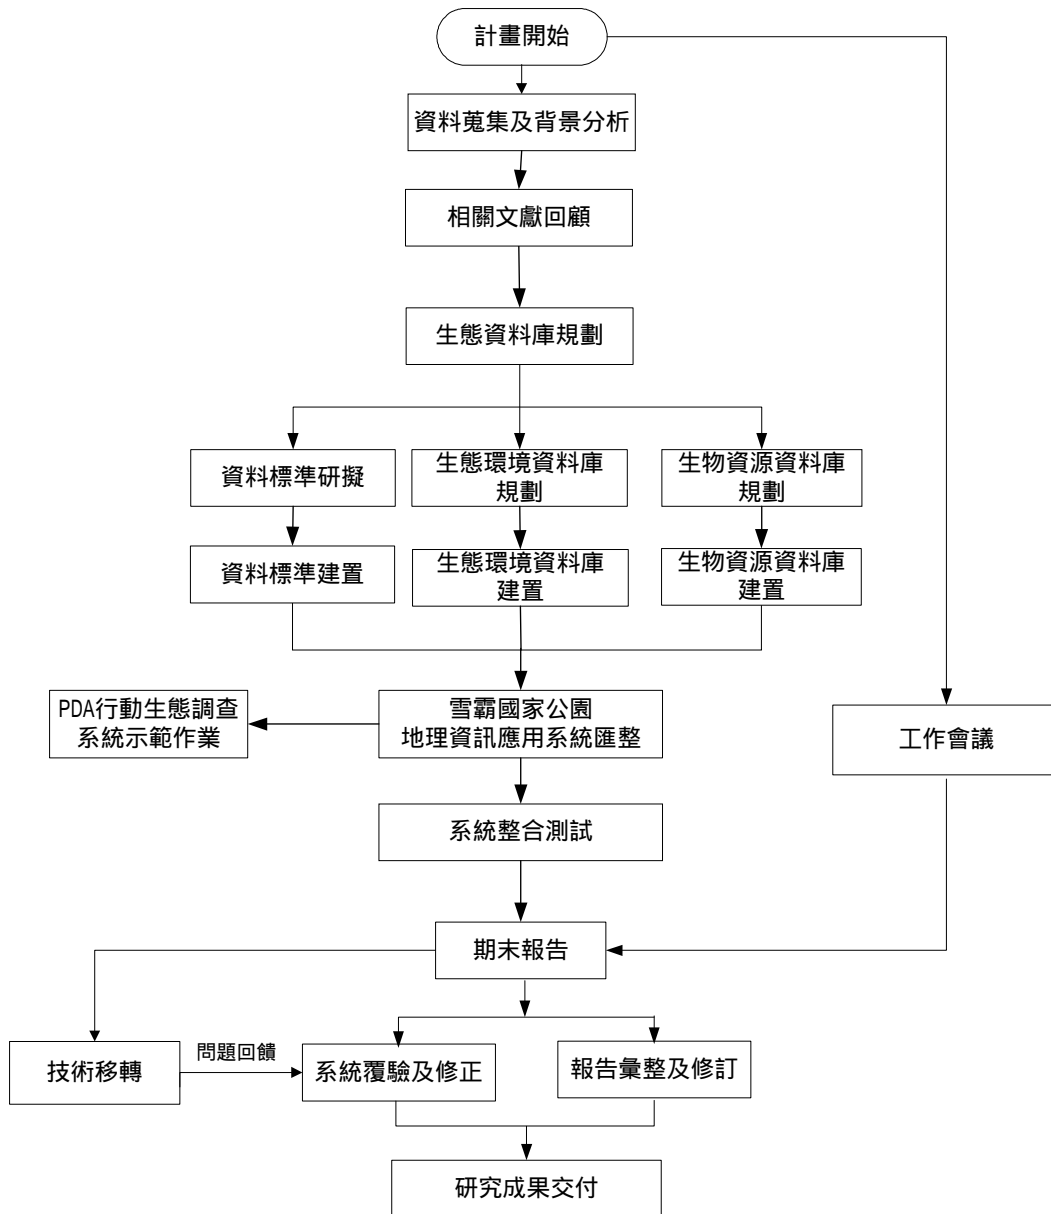 計畫開始
資料蒐集及背景分析
相關文獻回顧
生態資料庫規劃
資料標準研擬
生態環境資料庫
規劃
生物資源資料庫
規劃
資料標準建置
生態環境資料庫
建置
生物資源資料庫
建置
PDA行動生態調查
系統示範作業
雪霸國家公園
地理資訊應用系統匯整
工作會議
系統整合測試
期末報告
技術移轉
問題回饋
系統覆驗及修正
報告彙整及修訂
研究成果交付